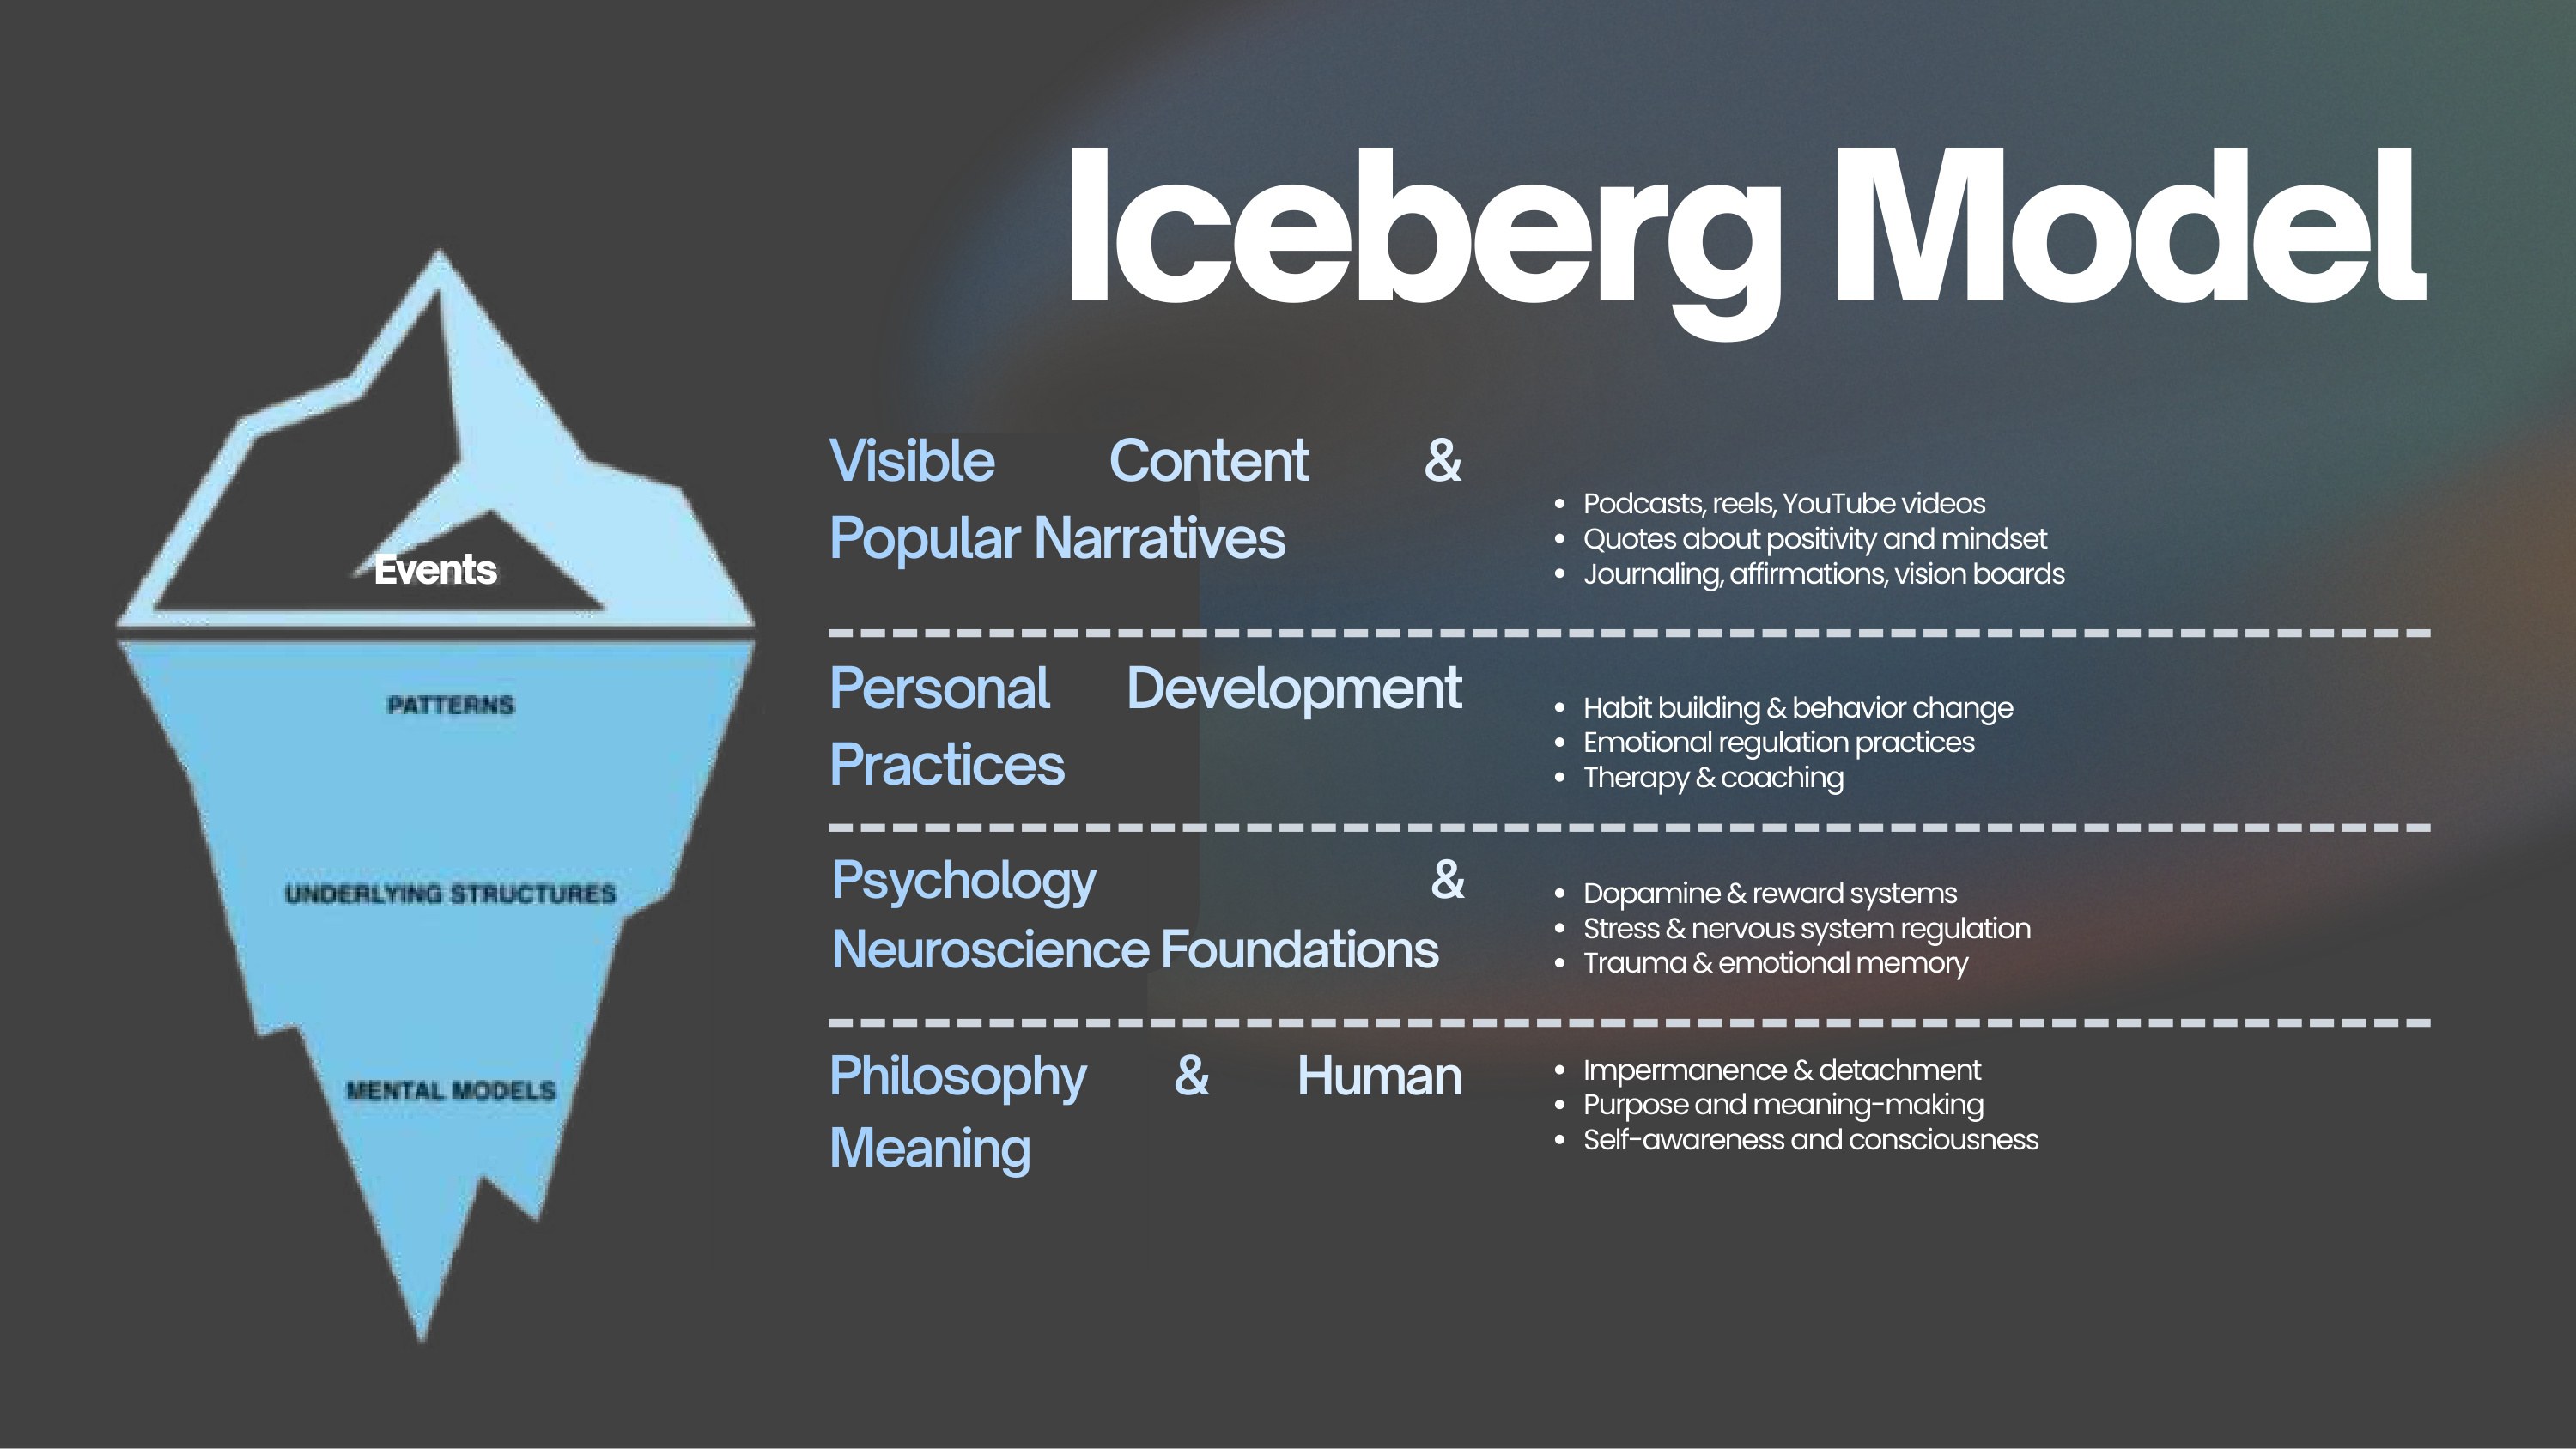 Iceberg Model
Events
PATTERNS
UNDERLYING STRUCTURES
MENTAL MODELS
Visible Content &
Popular Narratives
Podcasts, reels, YouTube videos
Quotes about positivity and mindset
Journaling, affirmations, vision boards
Personal Development
Practices
Habit building & behavior change
Emotional regulation practices
Therapy & coaching
Psychology &
Neuroscience Foundations
Dopamine & reward systems
Stress & nervous system regulation
Trauma & emotional memory
Philosophy & Human
Meaning
Impermanence & detachment
Purpose and meaning-making
Self-awareness and consciousness